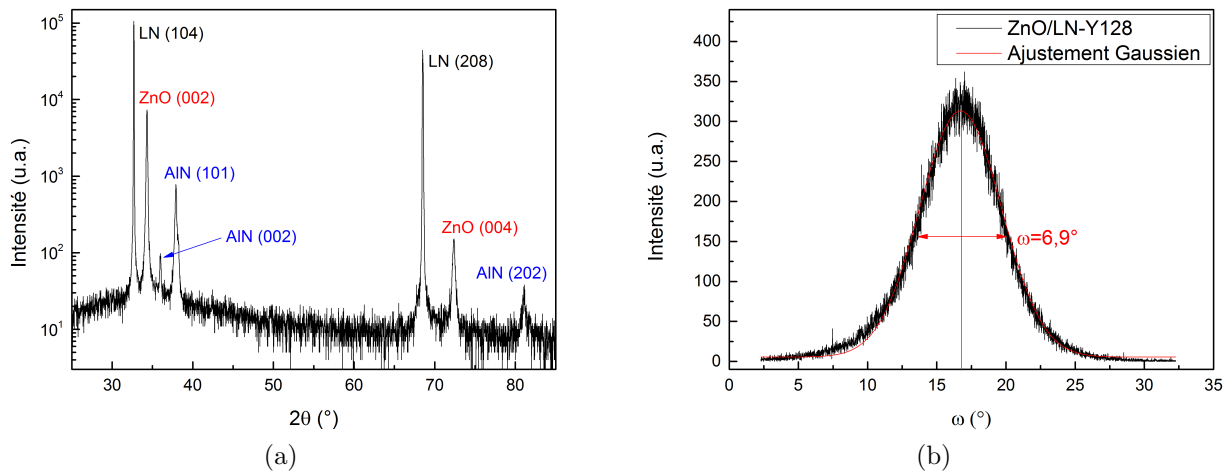 LN (104)
ZnO (002)
AlN (101)
AlN (002)
LN (208)
ZnO (004)
AlN (202)
10^5
10^4
10^3
10^2
10^1
Intensité (u.a.)
30 40 50 60 70 80
2θ (°)
(a)
ZnO/LN-Y128
Ajustement Gaussien
ω=6,9°
400
350
300
250
200
150
100
50
0
Intensité (u.a.)
0 5 10 15 20 25 30 35
ω (°)
(b)